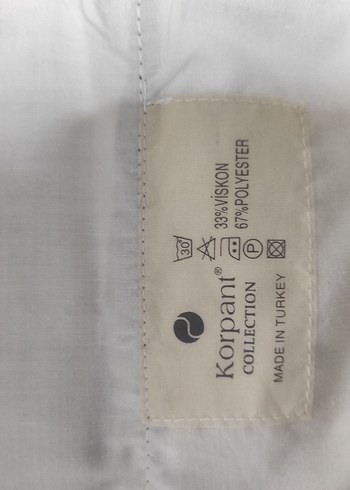 Korpant®
COLLECTION
MADE IN TURKEY
30
P
33%VİSKON
67%POLYESTER